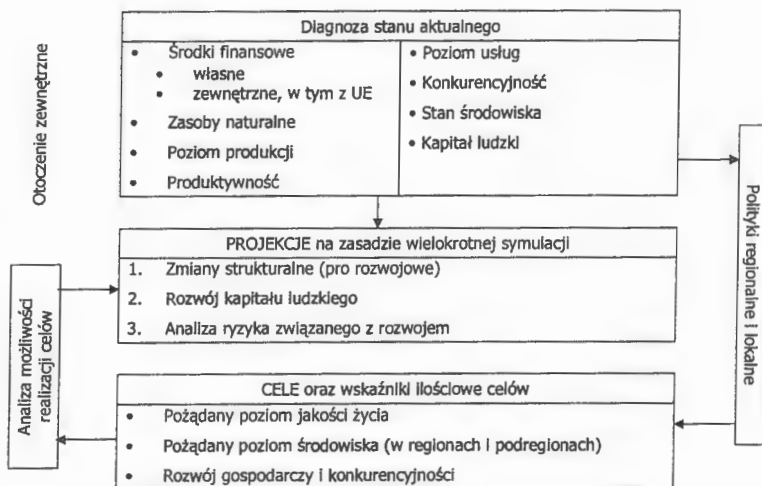 Otoczenie zewnętrzne
Diagnoza stanu aktualnego
• Środki finansowe
• własne
• zewnętrzne, w tym z UE
• Zasoby naturalne
• Poziom produkcji
• Produktywność
• Poziom usług
• Konkurencyjność
• Stan środowiska
• Kapitał ludzki
Polityki regionalne i lokalne
PROJEKCJE na zasadzie wielokrotnej symulacji
1. Zmiany strukturalne (pro rozwojowe)
2. Rozwój kapitału ludzkiego
3. Analiza ryzyka związanego z rozwojem
Analiza możliwości
realizacji celów
CELE oraz wskaźniki ilościowe celów
• Pożądany poziom jakości życia
• Pożądany poziom środowiska (w regionach i podregionach)
• Rozwój gospodarczy i konkurencyjności